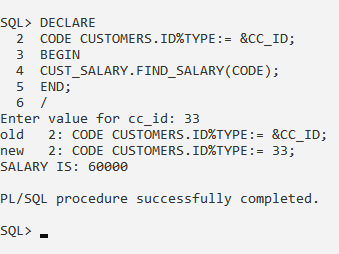 SQL> DECLARE
  2  CODE CUSTOMERS.ID%TYPE:= &CC_ID;
  3  BEGIN
  4  CUST_SALARY.FIND_SALARY(CODE);
  5  END;
  6  /
Enter value for cc_id: 33
old   2: CODE CUSTOMERS.ID%TYPE:= &CC_ID;
new   2: CODE CUSTOMERS.ID%TYPE:= 33;
SALARY IS: 60000
PL/SQL procedure successfully completed.
SQL>